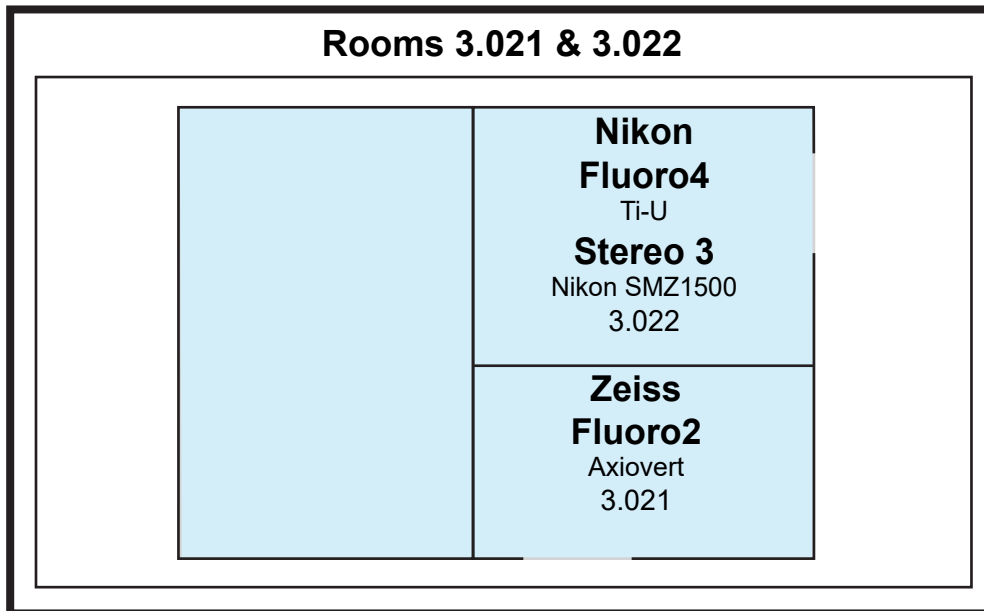 Rooms 3.021 & 3.022
Nikon
Fluoro4
Ti-U
Stereo 3
Nikon SMZ1500
3.022
Zeiss
Fluoro2
Axiovert
3.021